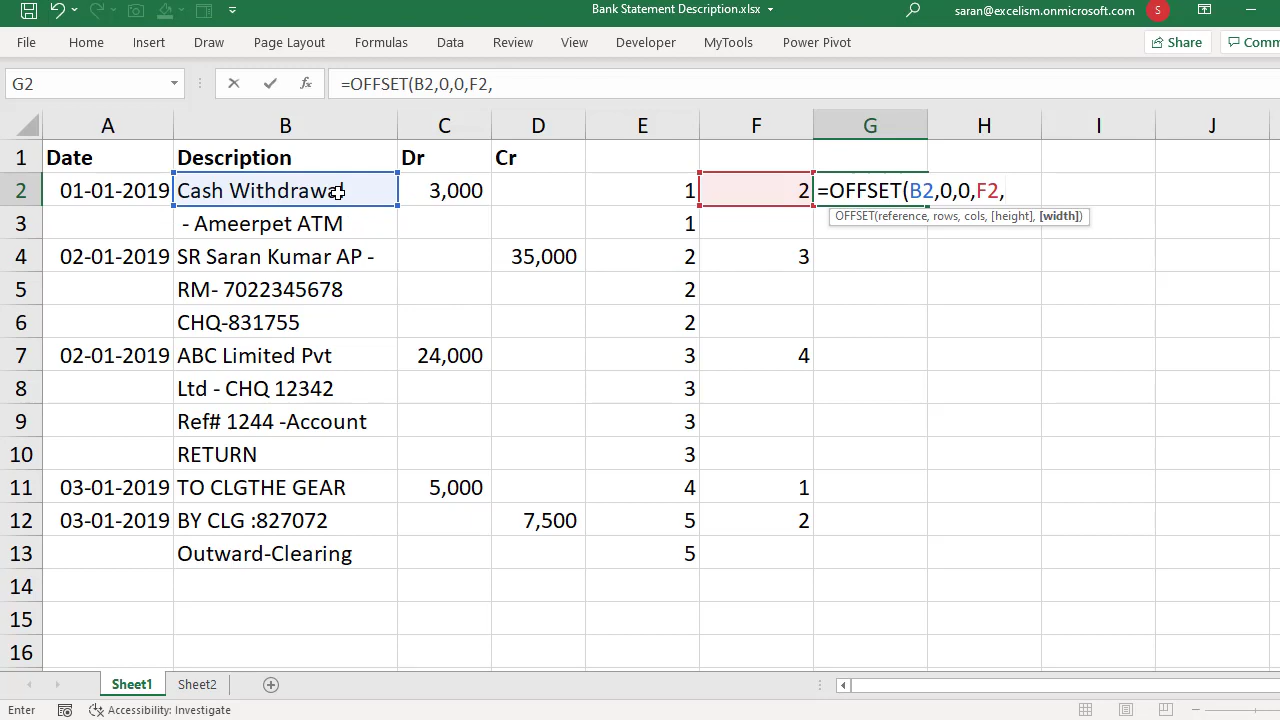 Bank Statement Description.xlsx
saran@excelism.onmicrosoft.com S
File Home Insert Draw Page Layout Formulas Data Review View Developer MyTools Power Pivot Share Comm
G2 fx =OFFSET(B2,0,0,F2,
A B C D E F G H I J
1 Date Description Dr Cr
2 01-01-2019 Cash Withdrawal 3,000 1 2 =OFFSET(B2,0,0,F2,
OFFSET(reference, rows, cols, [height], [width])
3 - Ameerpet ATM 1
4 02-01-2019 SR Saran Kumar AP - 35,000 2 3
5 RM- 7022345678 2
6 CHQ-831755 2
7 02-01-2019 ABC Limited Pvt 24,000 3 4
8 Ltd - CHQ 12342 3
9 Ref# 1244 -Account 3
10 RETURN 3
11 03-01-2019 TO CLGTHE GEAR 5,000 4 1
12 03-01-2019 BY CLG :827072 7,500 5 2
13 Outward-Clearing 5
14
15
16
Sheet1 Sheet2
Enter Accessibility: Investigate